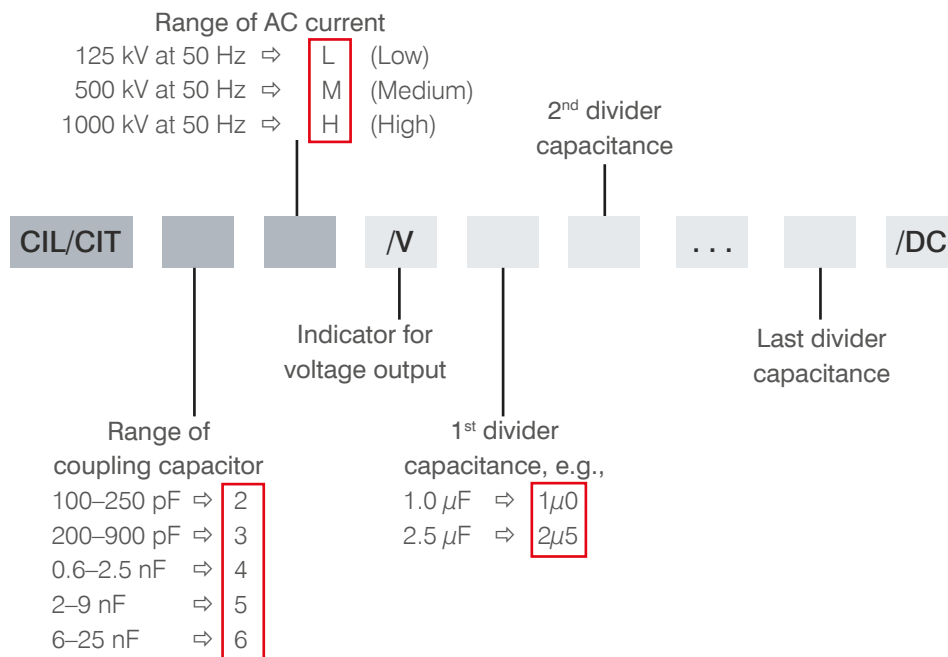 Range of AC current
125 kV at 50 Hz ⇨ L (Low)
500 kV at 50 Hz ⇨ M (Medium)
1000 kV at 50 Hz ⇨ H (High)
2nd divider
capacitance
CIL/CIT /V . . . /DC
Indicator for
voltage output
Last divider
capacitance
Range of
coupling capacitor
100–250 pF ⇨ 2
200–900 pF ⇨ 3
0.6–2.5 nF ⇨ 4
2–9 nF ⇨ 5
6–25 nF ⇨ 6
1st divider
capacitance, e.g.,
1.0 μF ⇨ 1μ0
2.5 μF ⇨ 2μ5